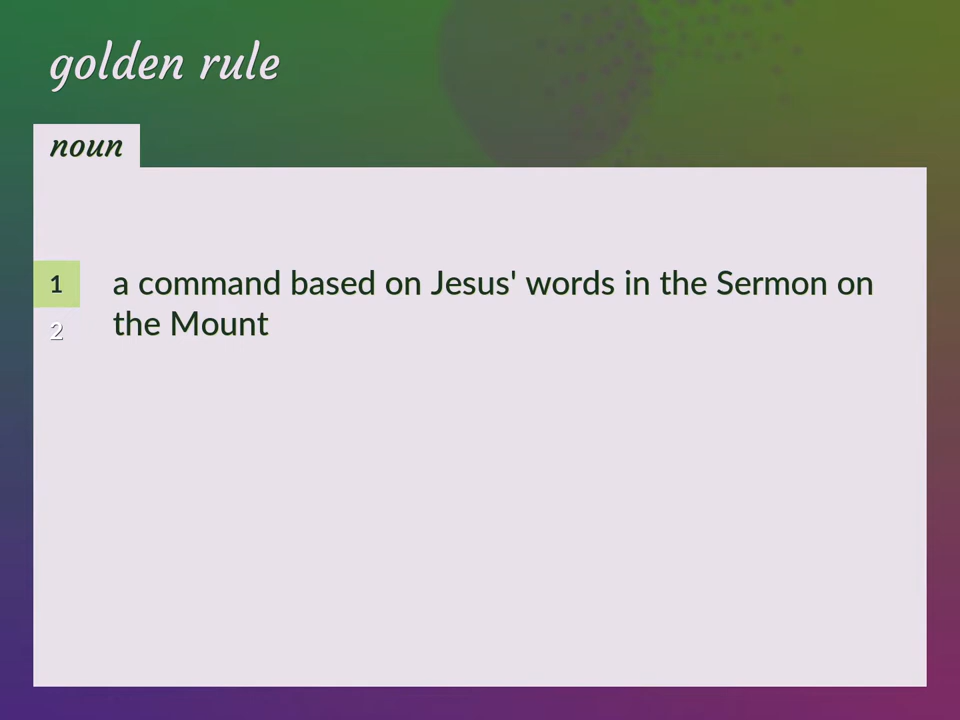 golden rule
noun
1 a command based on Jesus' words in the Sermon on
2 the Mount